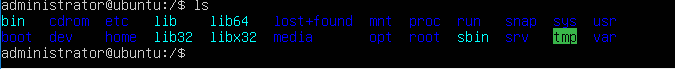 administrator@ubuntu:/$ ls
bin cdrom etc lib lib64 lost+found mnt proc run snap sys usr
boot dev home lib32 libx32 media opt root sbin srv tmp var
administrator@ubuntu:/$